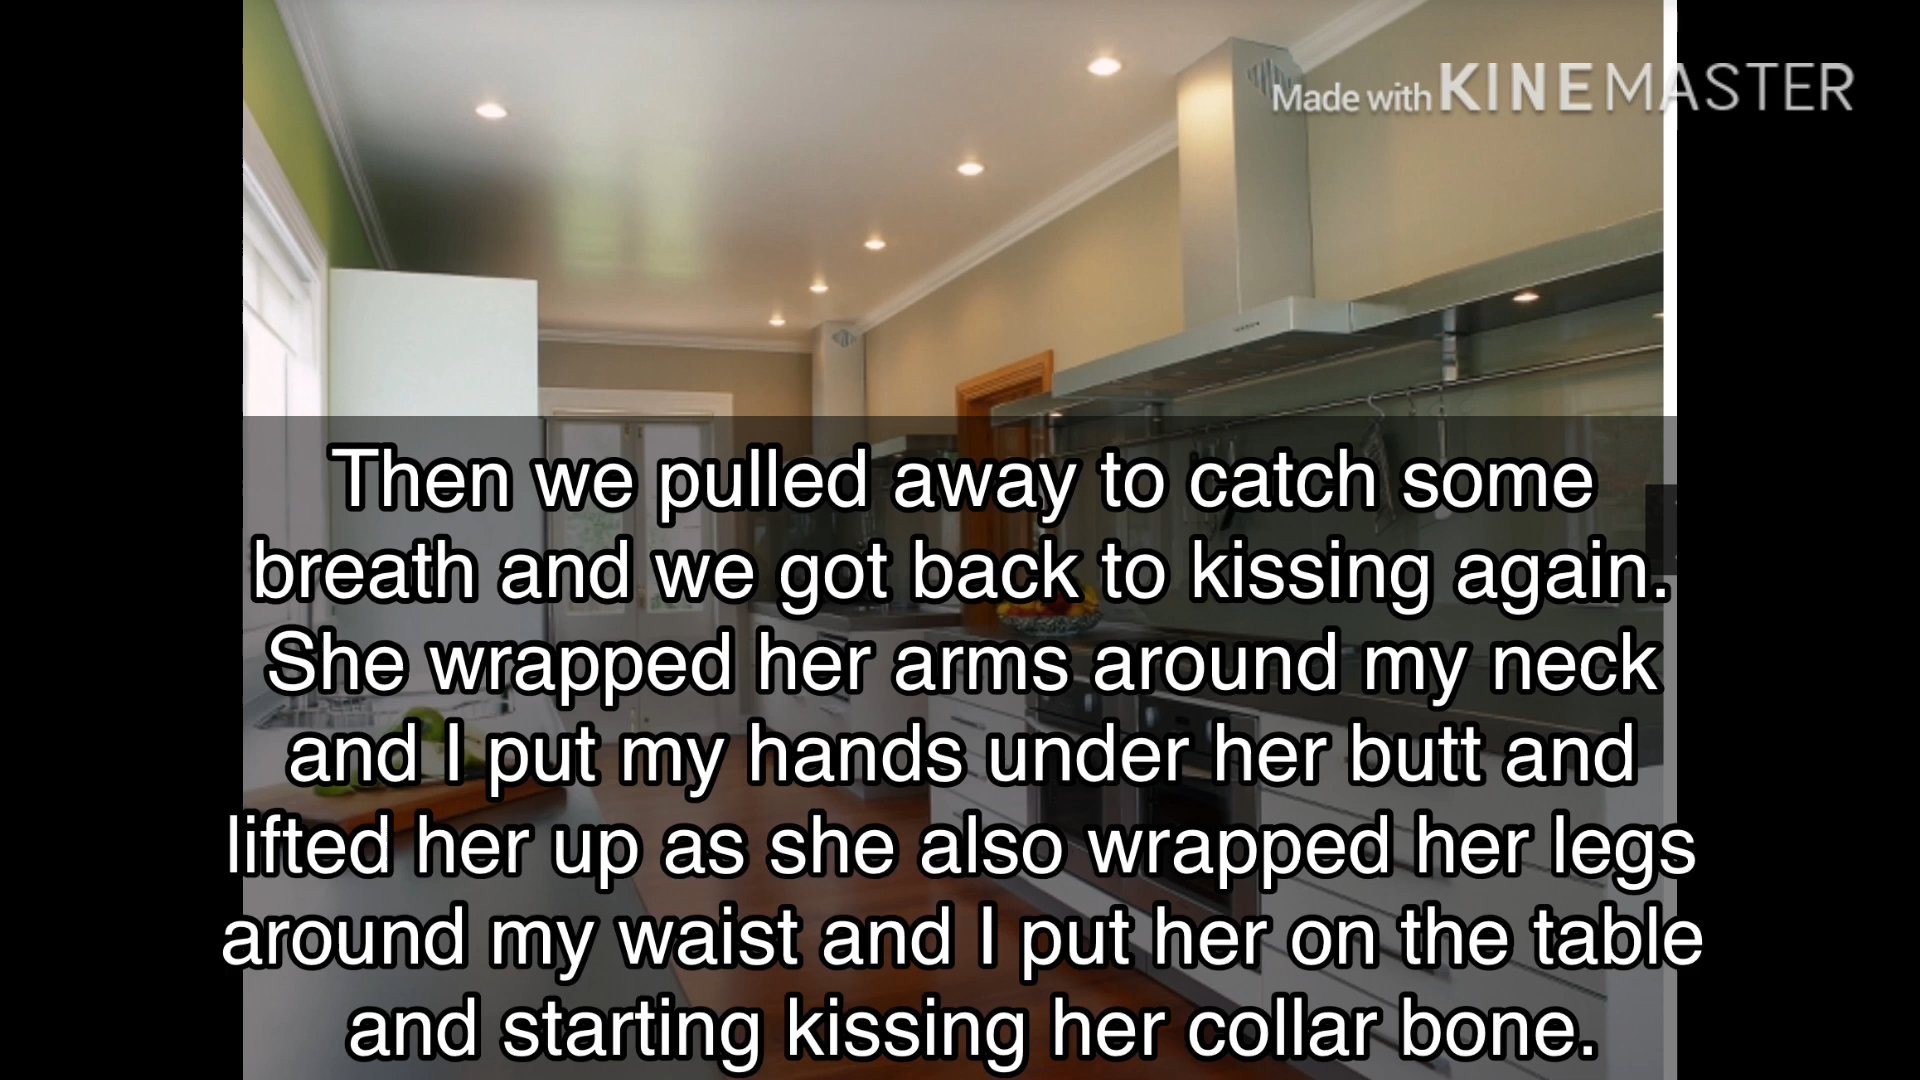 Made with KINEMASTER
Then we pulled away to catch some
breath and we got back to kissing again.
She wrapped her arms around my neck
and I put my hands under her butt and
lifted her up as she also wrapped her legs
around my waist and I put her on the table
and starting kissing her collar bone.